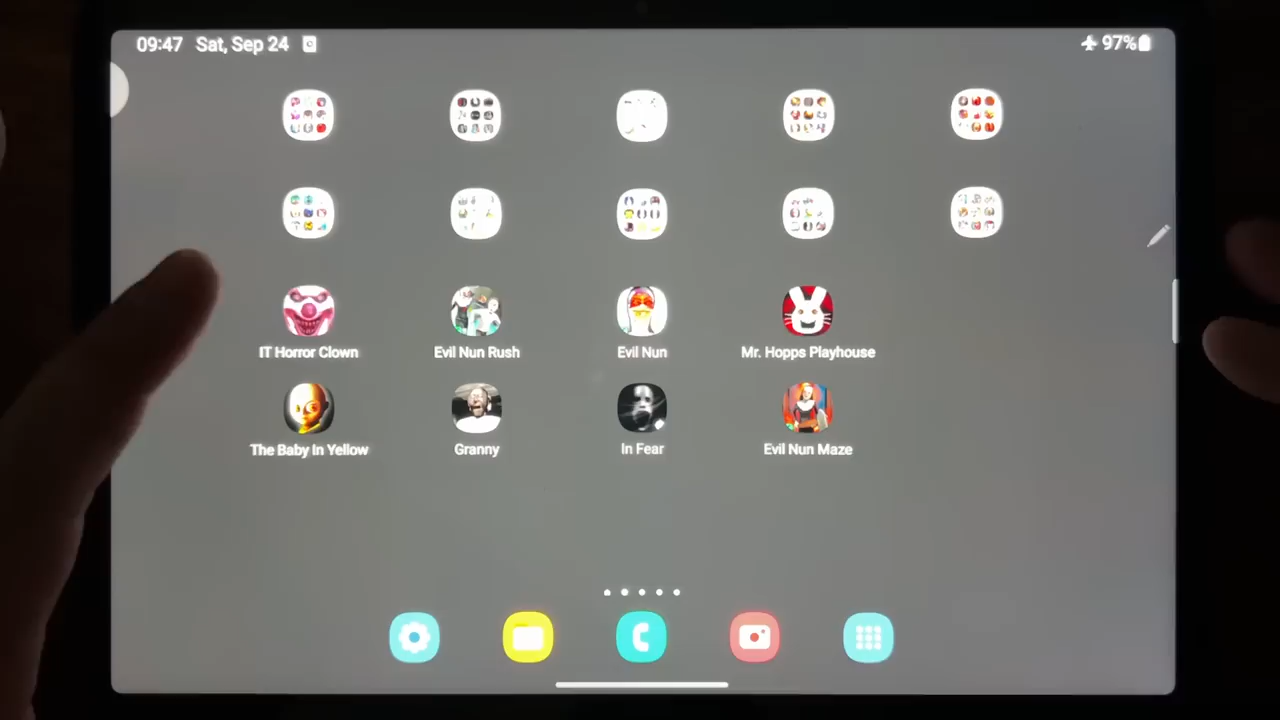 09:47 Sat, Sep 24
97%
IT Horror Clown
Evil Nun Rush
Evil Nun
Mr. Hopps Playhouse
The Baby In Yellow
Granny
In Fear
Evil Nun Maze